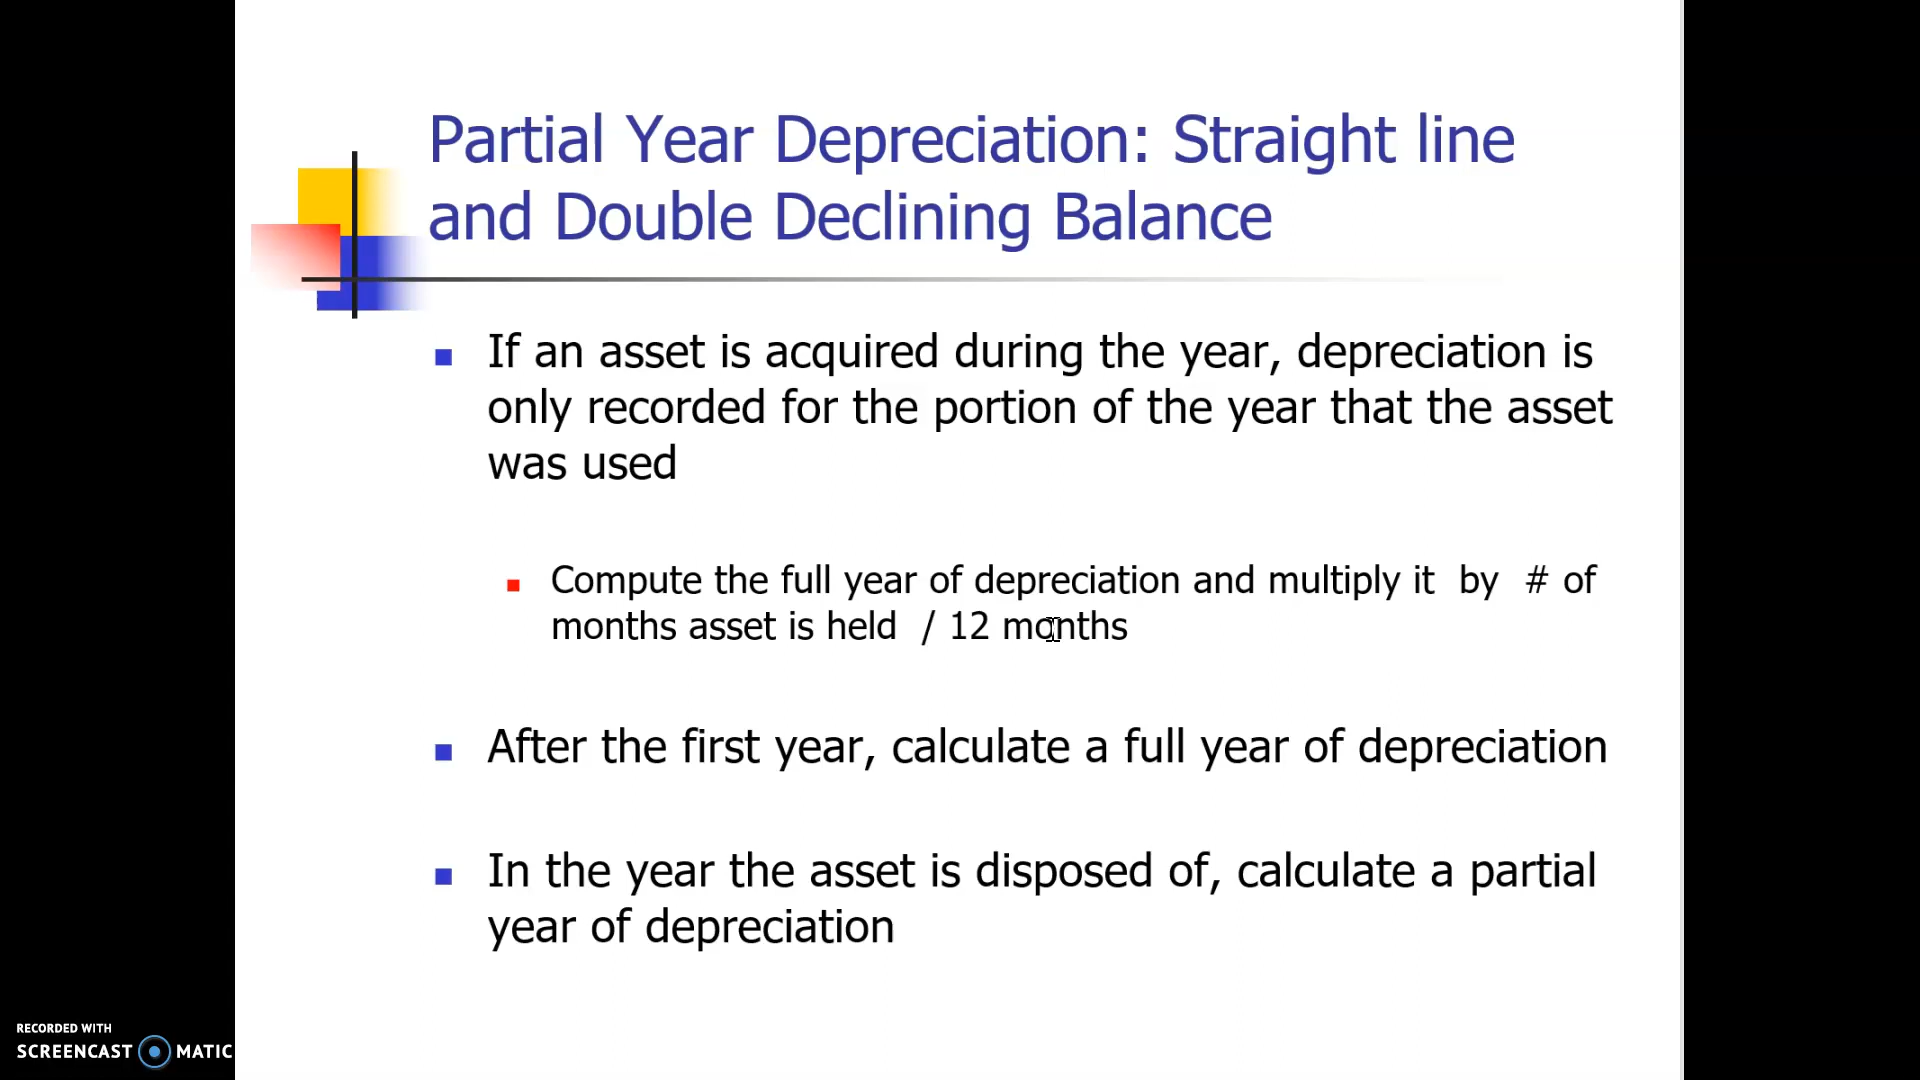 Partial Year Depreciation: Straight line
and Double Declining Balance
If an asset is acquired during the year, depreciation is
only recorded for the portion of the year that the asset
was used
Compute the full year of depreciation and multiply it by # of
months asset is held / 12 months
After the first year, calculate a full year of depreciation
In the year the asset is disposed of, calculate a partial
year of depreciation
RECORDED WITH
SCREENCAST MATIC